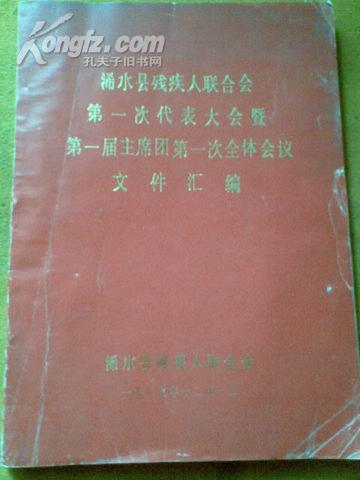 Kongfz.com
孔夫子旧书网
浠水县残疾人联合会
第一次代表大会暨
第一届主席团第一次全体会议
文件汇编
浠水县残疾人联合会